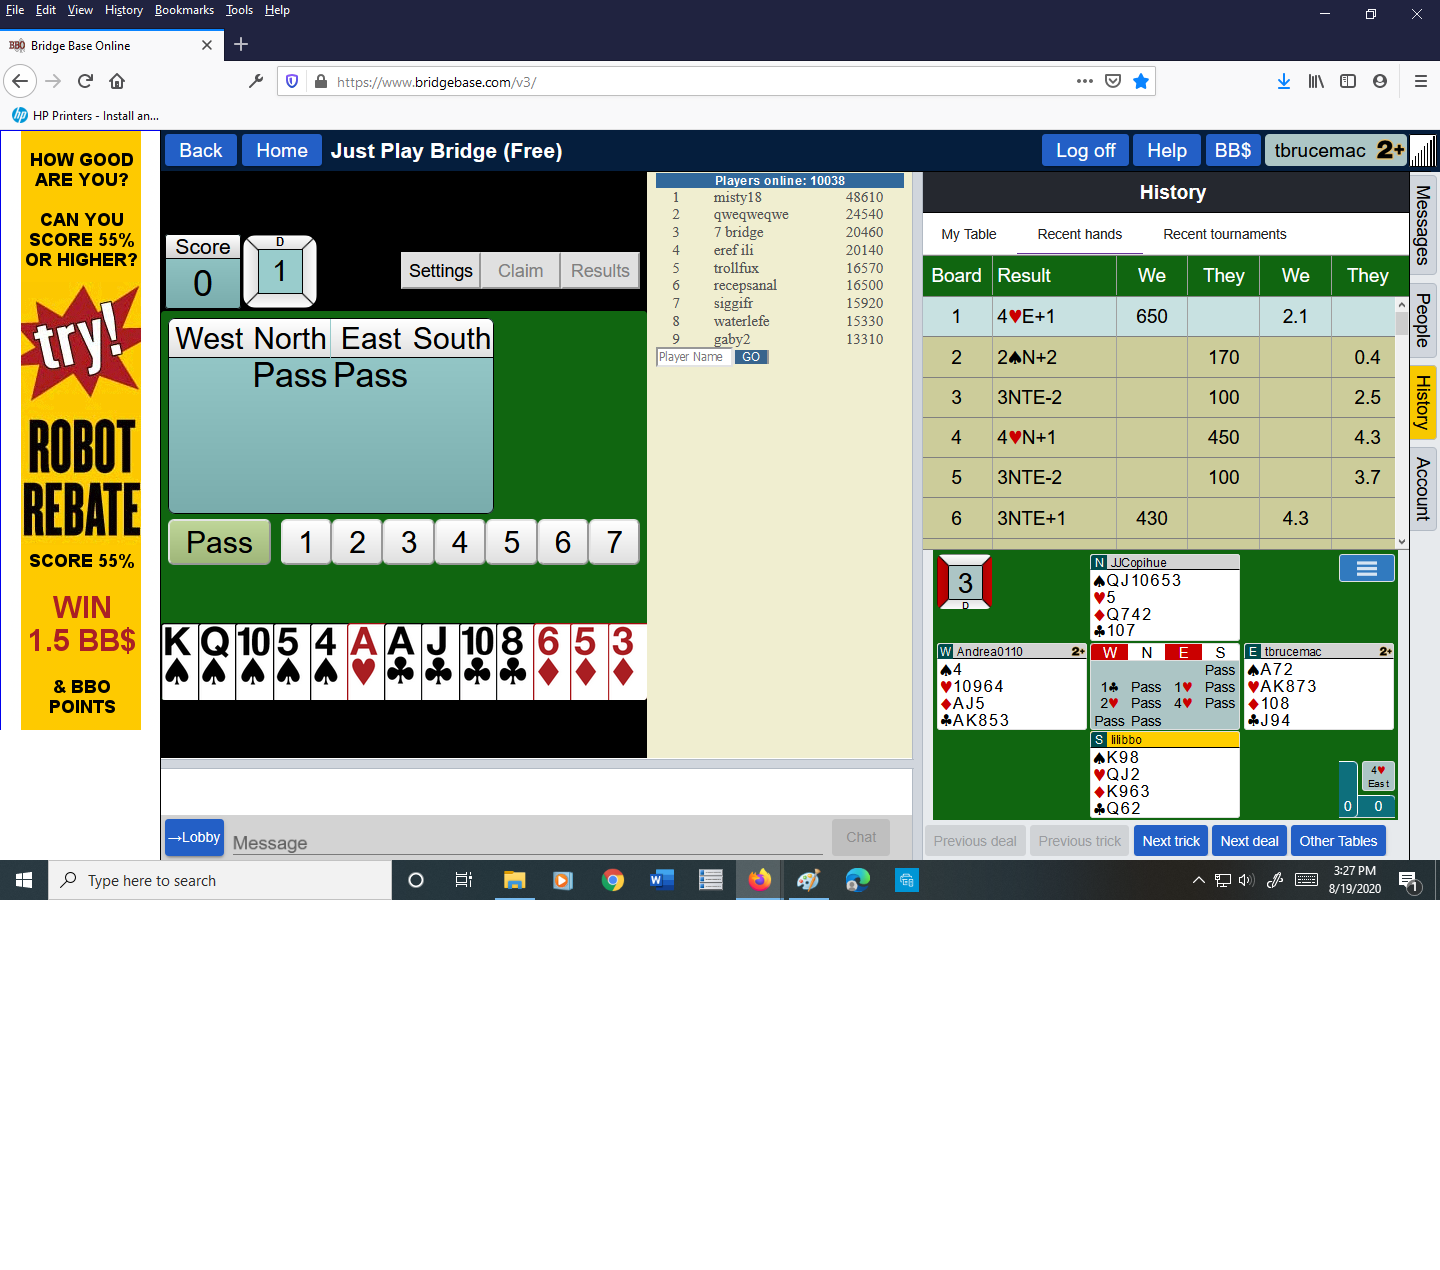 File Edit View History Bookmarks Tools Help
BBO Bridge Base Online
https://www.bridgebase.com/v3/
hp HP Printers - Install an...
HOW GOOD
ARE YOU?
CAN YOU
SCORE 55%
OR HIGHER?
try!
ROBOT
REBATE
SCORE 55%
WIN
1.5 BB$
& BBO
POINTS
Back Home Just Play Bridge (Free) Log off Help BB$ tbrucemac 2+
Score
0
D
1
Settings Claim Results
West North East South
Pass Pass
Pass 1 2 3 4 5 6 7
K Q 10 5 4 A A J 10 8 6 5 3
Players online: 10038
1 misty18 48610
2 qweqweqwe 24540
3 7 bridge 20460
4 eref ili 20140
5 trollfux 16570
6 recepsanal 16500
7 siggifr 15920
8 waterlefe 15330
9 gaby2 13310
Player Name GO
→Lobby Message Chat
History
My Table Recent hands Recent tournaments
Board Result We They We They
1 4♥E+1 650 2.1
2 2♠N+2 170 0.4
3 3NTE-2 100 2.5
4 4♥N+1 450 4.3
5 3NTE-2 100 3.7
6 3NTE+1 430 4.3
3
D
N JJCopihue
♠QJ10653
♥5
♦Q742
♣107
W Andrea0110 2+
♠4
♥10964
♦AJ5
♣AK853
W N E S
Pass
1♣ Pass 1♥ Pass
2♥ Pass 4♥ Pass
Pass Pass
E tbrucemac 2+
♠A72
♥AK873
♦108
♣J94
S lilibbo
♠K98
♥QJ2
♦K963
♣Q62
4♥
East
0 0
Previous deal Previous trick Next trick Next deal Other Tables
Messages
People
History
Account
Type here to search
3:27 PM
8/19/2020
1